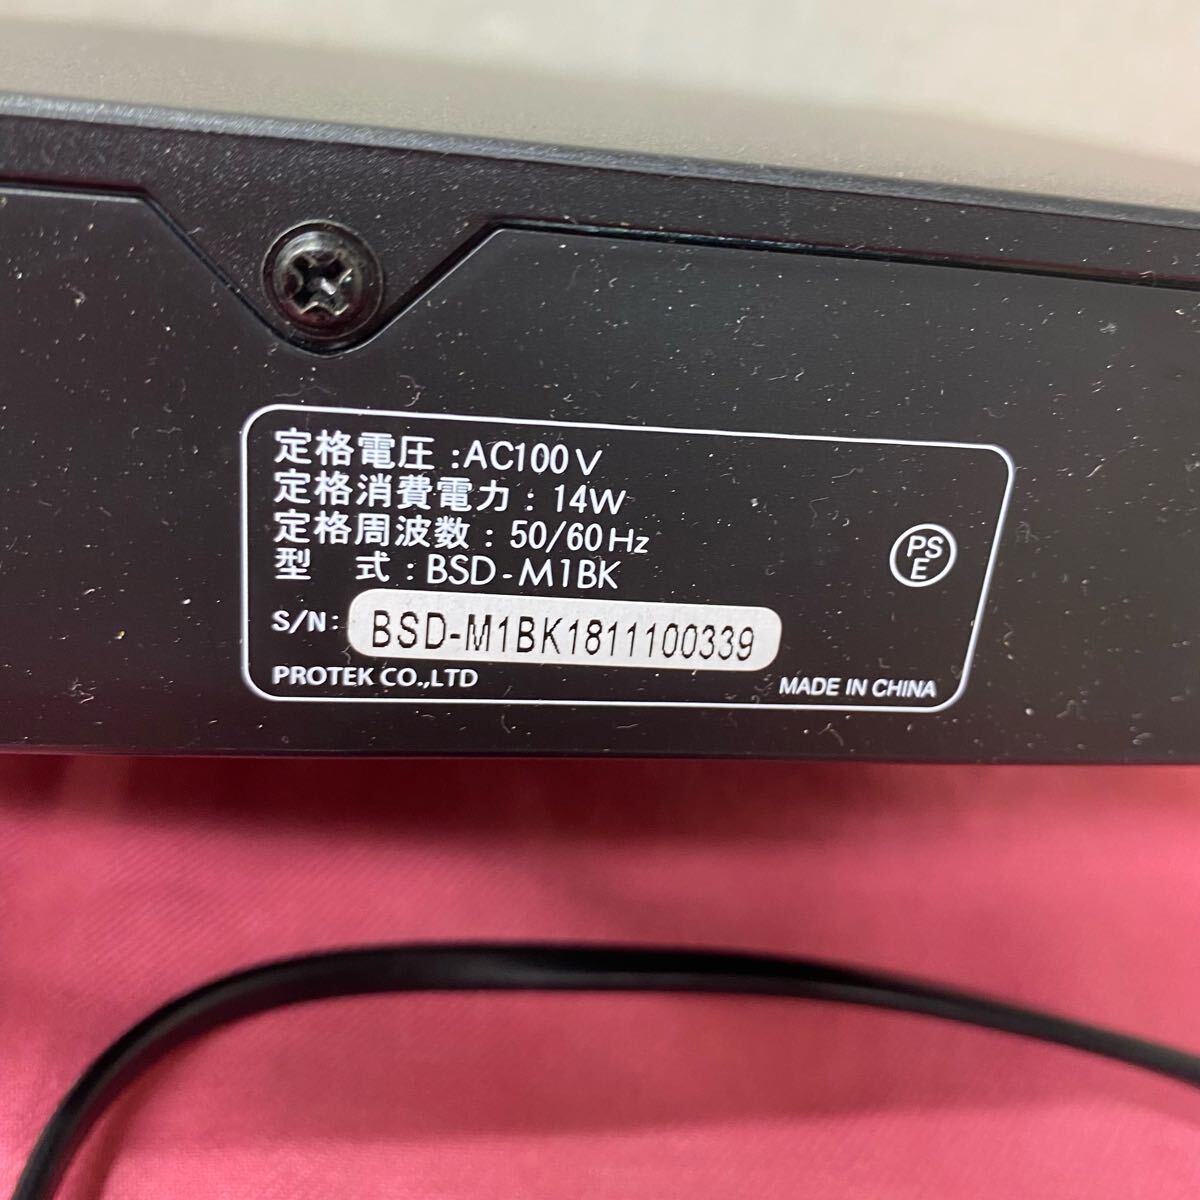 定格電圧 : AC100V
定格消費電力 : 14W
定格周波数 : 50/60Hz
型 式 : BSD-M1BK
S/N: BSD-M1BK1811100339
PROTEK CO.,LTD
MADE IN CHINA
PS
E